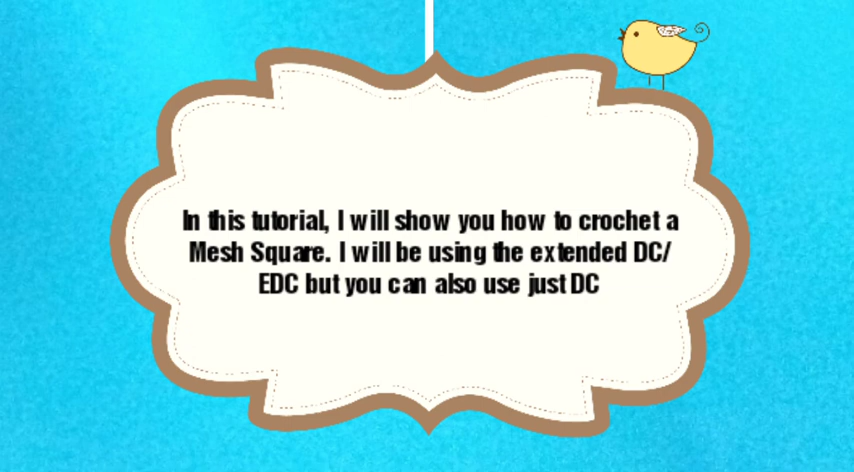 In this tutorial, I will show you how to crochet a
Mesh Square. I will be using the extended DC/
EDC but you can also use just DC